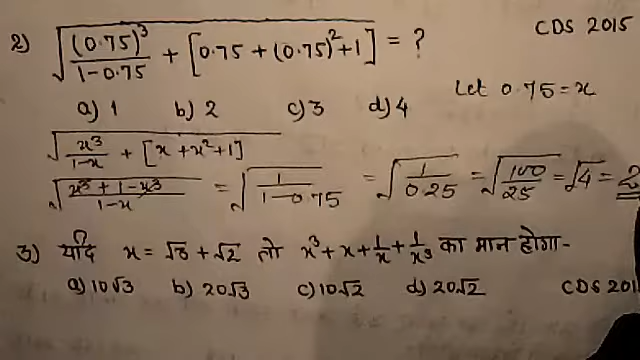 2) √((0.75)³/(1-0.75) + [0.75 + (0.75)² + 1]) = ? CDS 2015
a) 1 b) 2 c) 3 d) 4 Let 0.75 = x
√(x³/(1-x) + [x + x² + 1])
√((x³ + 1 - x³)/(1-x)) = √(1/(1-0.75)) = √(1/0.25) = √(100/25) = √4 = 2
3) यदि x = √3 + √2 तो x³ + x + 1/x + 1/x³ का मान होगा-
a) 10√3 b) 20√3 c) 10√2 d) 20√2 CDS 201